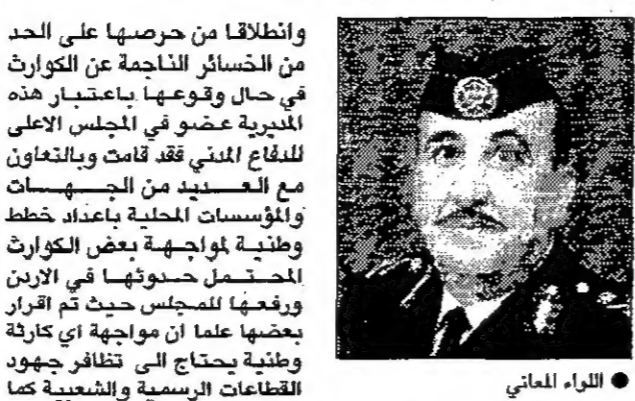 وانطلاقا من حرصها على الحد
من الخسائر الناجمة عن الكوارث
في حال وقوعها باعتبار هذه
المديرية عضو في المجلس الاعلى
للدفاع المدني فقد قامت وبالتعاون
مع العديد من الجهات
والمؤسسات المحلية باعداد خطط
وطنية لمواجهة بعض الكوارث
المحتمل حدوثها في الاردن
ورفعها للمجلس حيث تم اقرار
بعضها علما ان مواجهة اي كارثة
وطنية يحتاج الى تظافر جهود
القطاعات الرسمية والشعبية كما
● اللواء المعاني